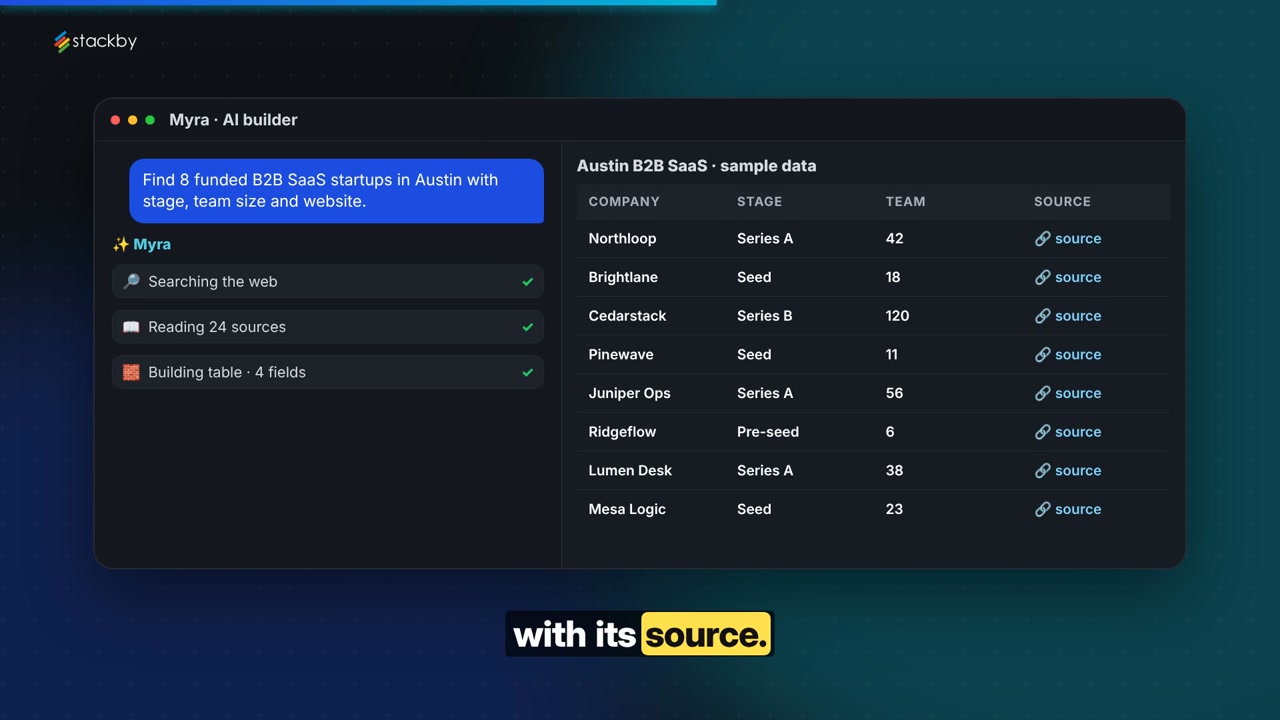 stackby
Myra · AI builder
Find 8 funded B2B SaaS startups in Austin with
stage, team size and website.
✨ Myra
🔎 Searching the web ✓
📖 Reading 24 sources ✓
🧱 Building table · 4 fields ✓
Austin B2B SaaS · sample data
COMPANY STAGE TEAM SOURCE
Northloop Series A 42 🔗 source
Brightlane Seed 18 🔗 source
Cedarstack Series B 120 🔗 source
Pinewave Seed 11 🔗 source
Juniper Ops Series A 56 🔗 source
Ridgeflow Pre-seed 6 🔗 source
Lumen Desk Series A 38 🔗 source
Mesa Logic Seed 23 🔗 source
with its source.